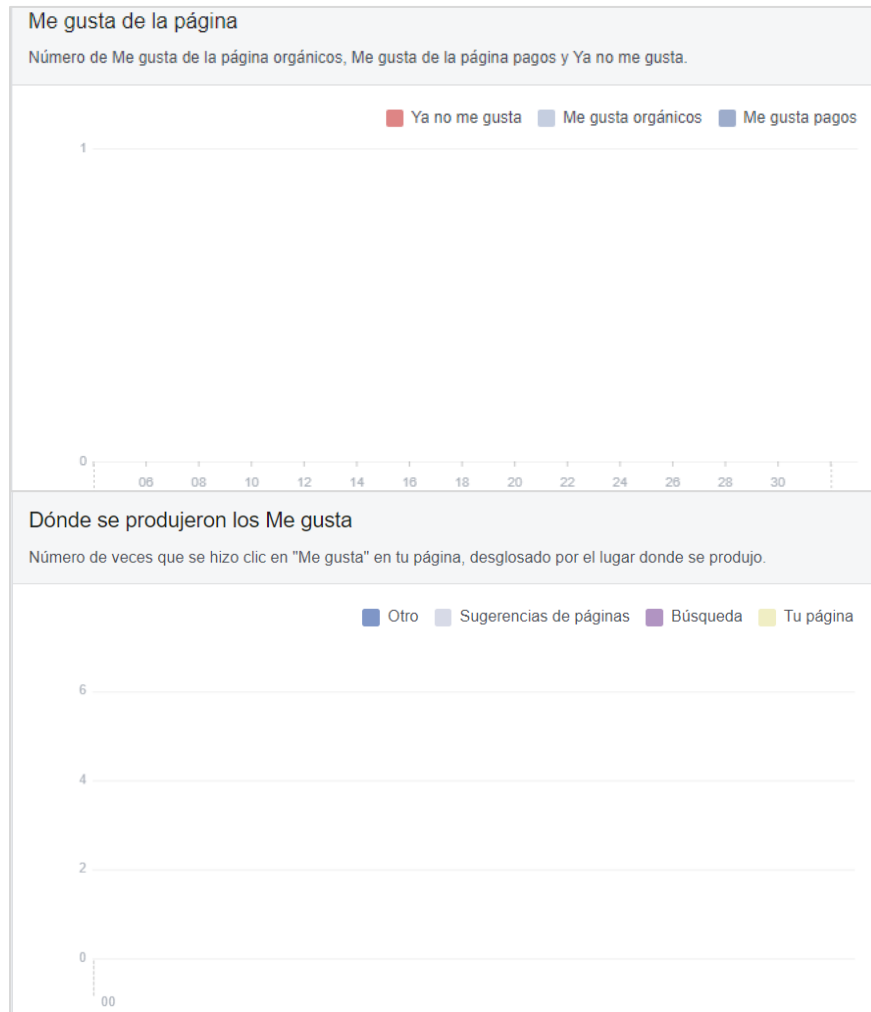 Me gusta de la página
Número de Me gusta de la página orgánicos, Me gusta de la página pagos y Ya no me gusta.
Ya no me gusta Me gusta orgánicos Me gusta pagos
1
0
06 08 10 12 14 16 18 20 22 24 26 28 30
Dónde se produjeron los Me gusta
Número de veces que se hizo clic en "Me gusta" en tu página, desglosado por el lugar donde se produjo.
Otro Sugerencias de páginas Búsqueda Tu página
6
4
2
0
00